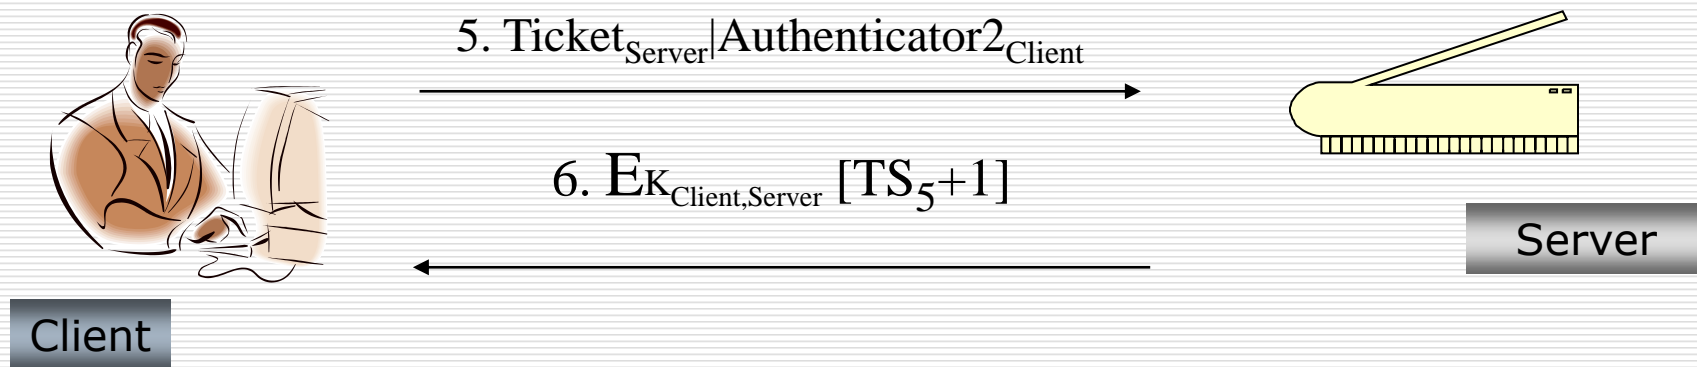 5. Ticket_Server|Authenticator2_Client
6. E_K_Client,Server [TS_5+1]
Server
Client